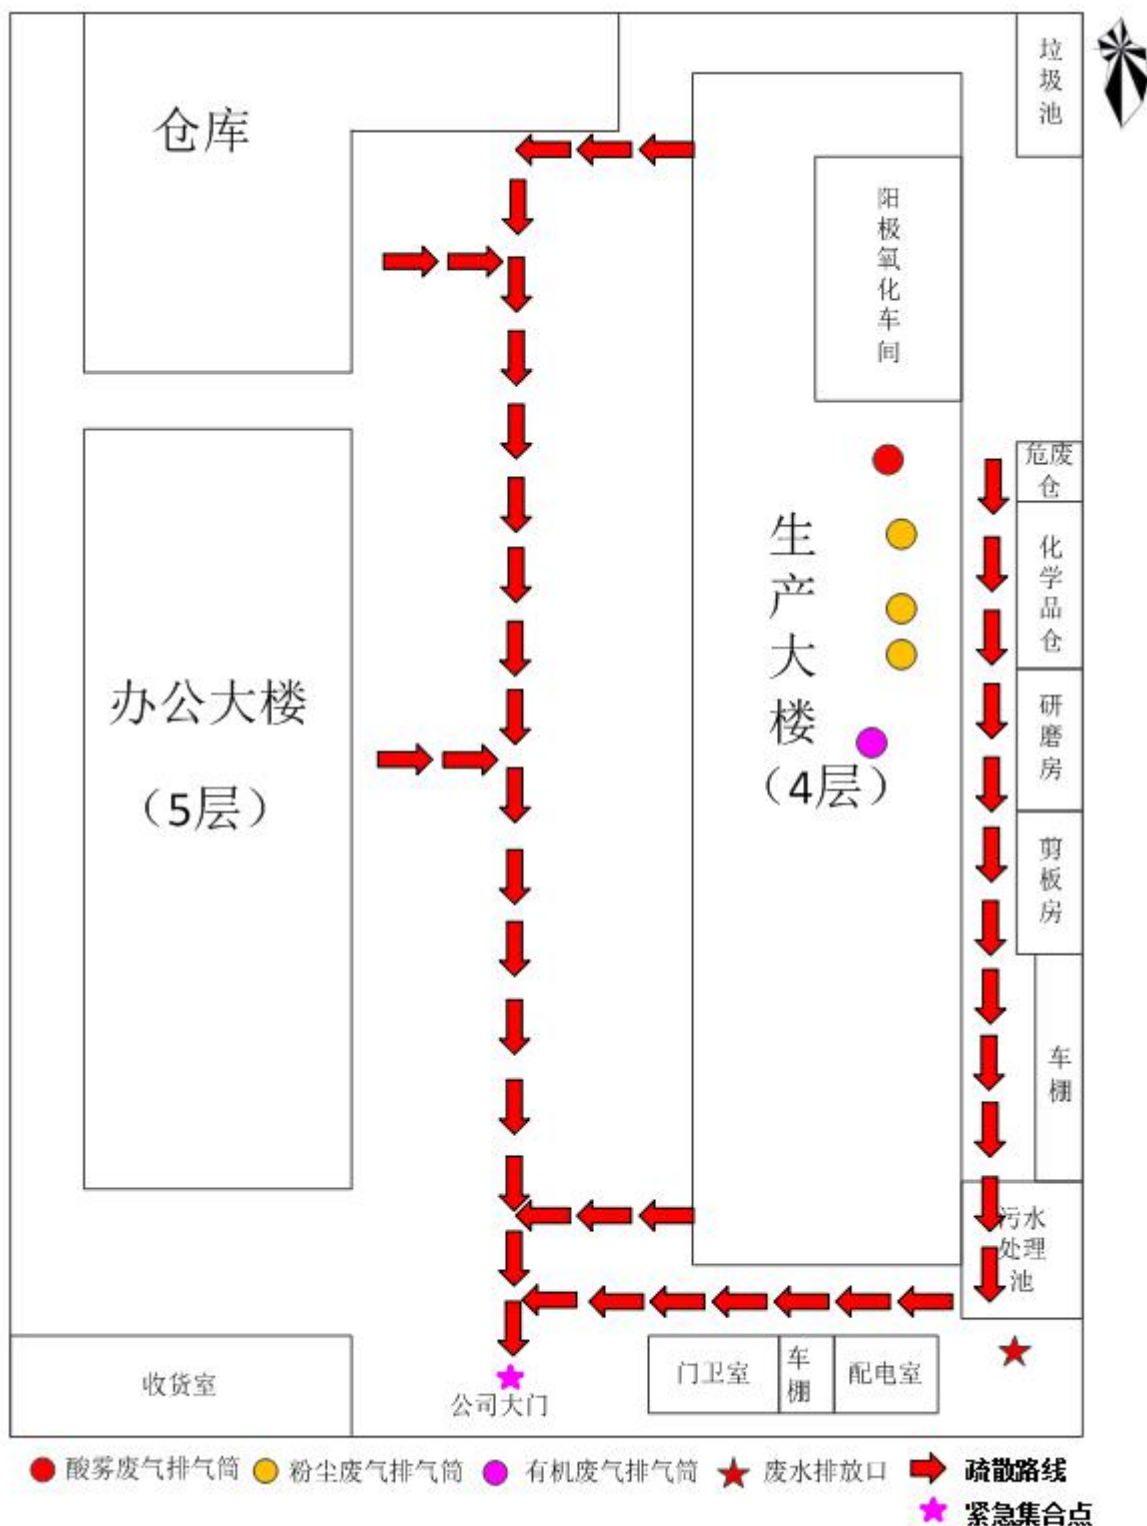 仓库
垃圾池
阳极氧化车间
危废仓
化学品仓
生产大楼
（4层）
办公大楼
（5层）
研磨房
剪板房
车棚
污水处理池
收货室
公司大门
门卫室
车棚
配电室
酸雾废气排气筒
粉尘废气排气筒
有机废气排气筒
废水排放口
疏散路线
紧急集合点